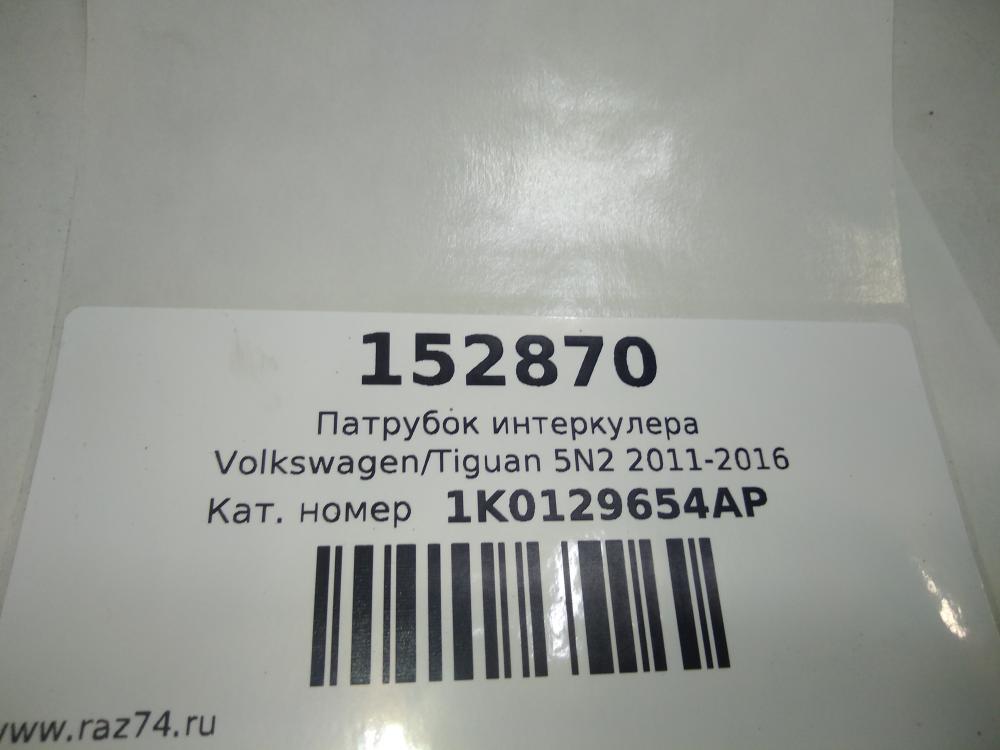 152870
Патрубок интеркулера
Volkswagen/Tiguan 5N2 2011-2016
Кат. номер 1K0129654AP
www.raz74.ru